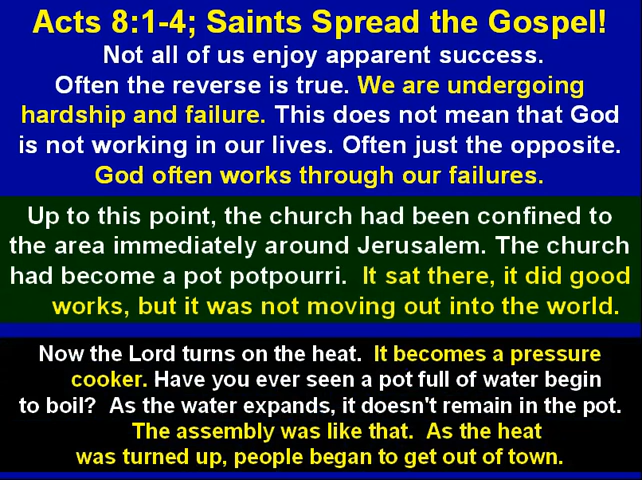 Acts 8:1-4; Saints Spread the Gospel!
Not all of us enjoy apparent success.
Often the reverse is true. We are undergoing
hardship and failure. This does not mean that God
is not working in our lives. Often just the opposite.
God often works through our failures.
Up to this point, the church had been confined to
the area immediately around Jerusalem. The church
had become a pot potpourri. It sat there, it did good
works, but it was not moving out into the world.
Now the Lord turns on the heat. It becomes a pressure
cooker. Have you ever seen a pot full of water begin
to boil? As the water expands, it doesn't remain in the pot.
The assembly was like that. As the heat
was turned up, people began to get out of town.